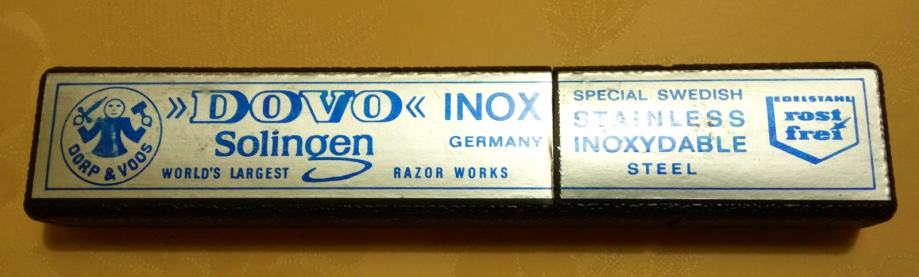 DORP & VOOS
»DOVO«
Solingen
WORLD'S LARGEST RAZOR WORKS
INOX
GERMANY
SPECIAL SWEDISH
STAINLESS
INOXYDABLE
STEEL
EDELSTAHL
rost
frei